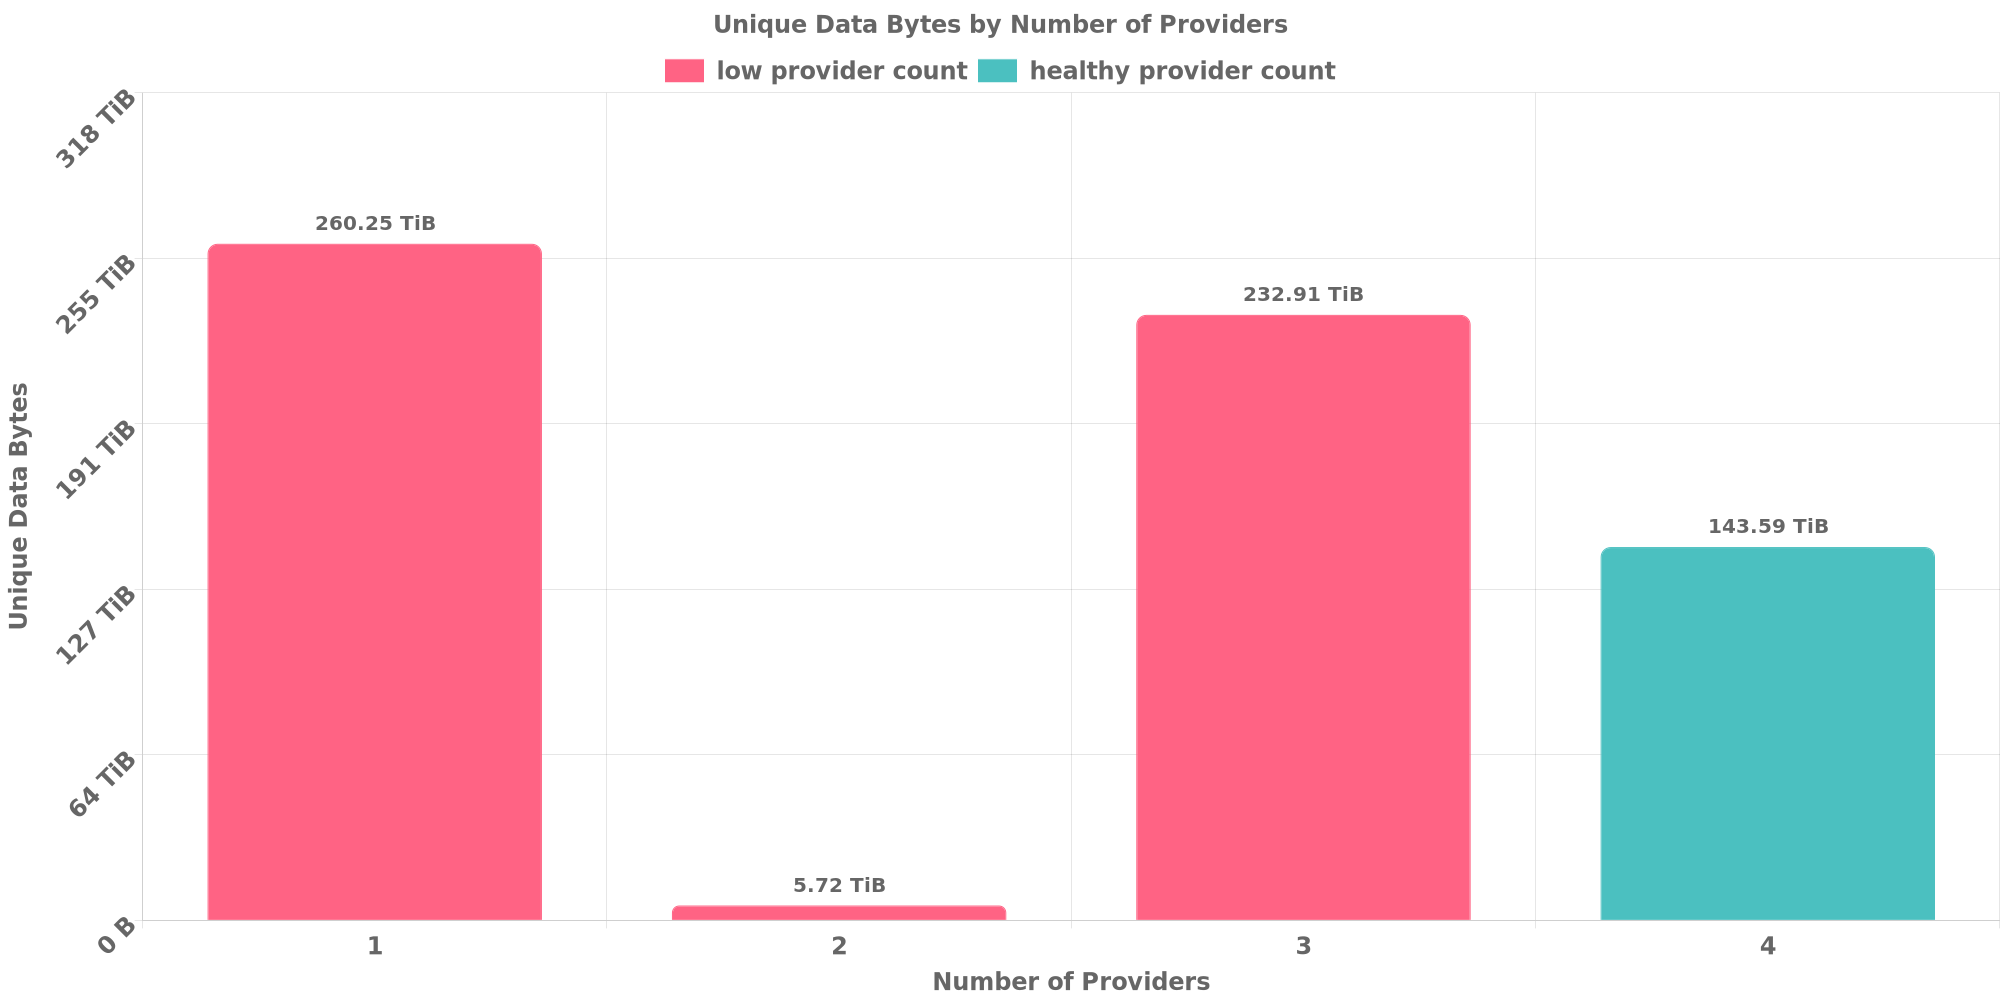 Unique Data Bytes by Number of Providers
low provider count healthy provider count
318 TiB
255 TiB
191 TiB
127 TiB
64 TiB
0 B
Unique Data Bytes
260.25 TiB
5.72 TiB
232.91 TiB
143.59 TiB
1 2 3 4
Number of Providers